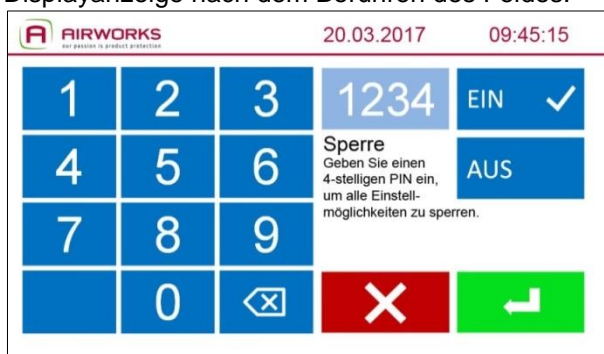 Displayanzeige nach dem Berühren des Feldes:
AIRWORKS 20.03.2017 09:45:15
our passion is product protection
1 2 3 1234 EIN
Sperre
Geben Sie einen
4-stelligen PIN ein,
um alle Einstell-
möglichkeiten zu sperren.
4 5 6 AUS
7 8 9
0